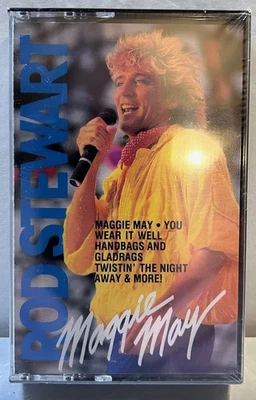 ROD STEWART
MAGGIE MAY • YOU
WEAR IT WELL
HANDBAGS AND
GLADRAGS
TWISTIN' THE NIGHT
AWAY & MORE!
Maggie May